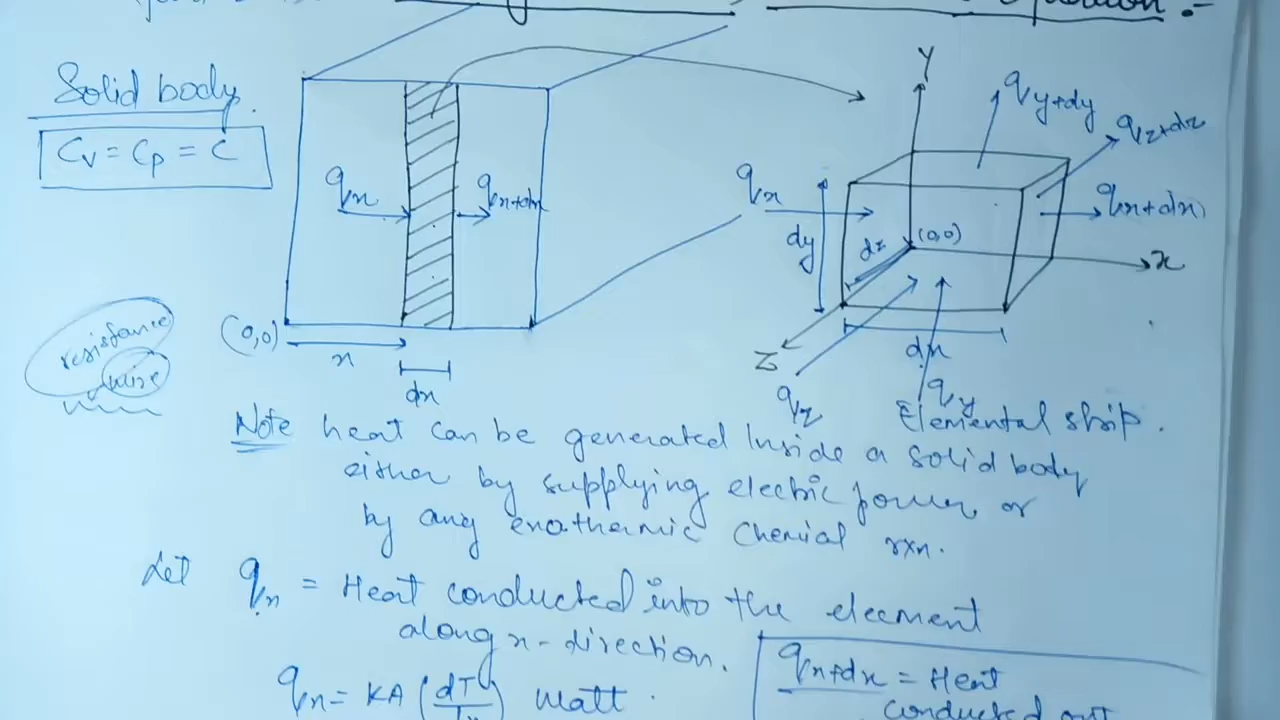 Solid body.
Cv = Cp = C
qx
qx+dx
(0,0)
x
dx
resistance
wire
Y
qy+dy
qz+dz
qx
qx+dx
dy
dz
(0,0)
x
Z
dx
qz
qy
Elemental strip.
Note heat can be generated Inside a solid body
either by supplying electric power or
by any exothermic chemical rxn.
Let qx = Heat conducted into the element
along x-direction.
qx = KA (dT/dx) Watt.
qx+dx = Heat
conducted out